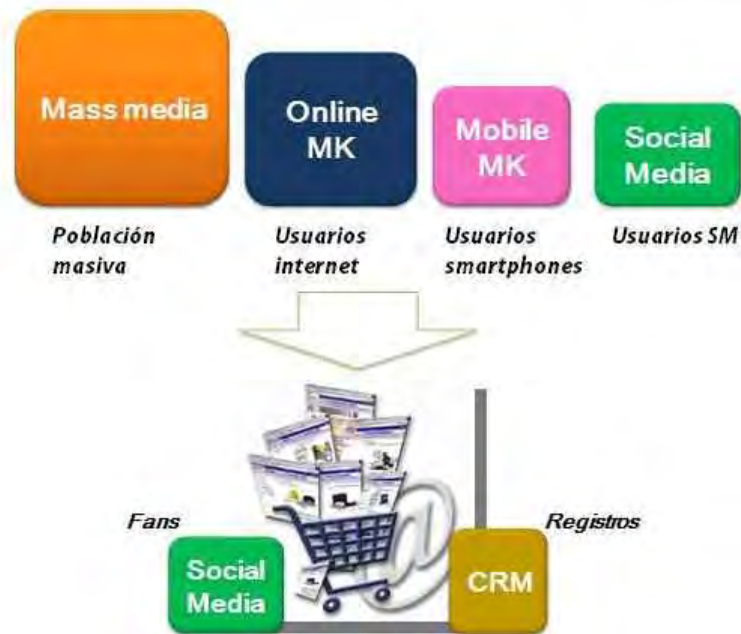 Mass media
Online
MK
Mobile
MK
Social
Media
Población
masiva
Usuarios
internet
Usuarios
smartphones
Usuarios SM
Fans
Registros
Social
Media
@
CRM